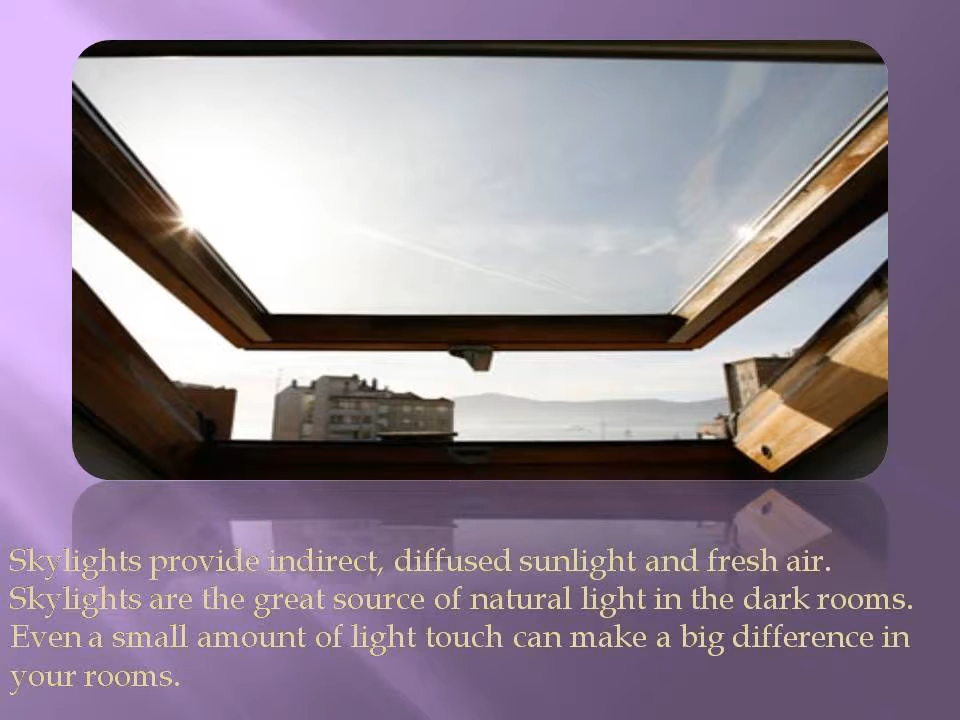 Skylights provide indirect, diffused sunlight and fresh air.
Skylights are the great source of natural light in the dark rooms.
Even a small amount of light touch can make a big difference in
your rooms.